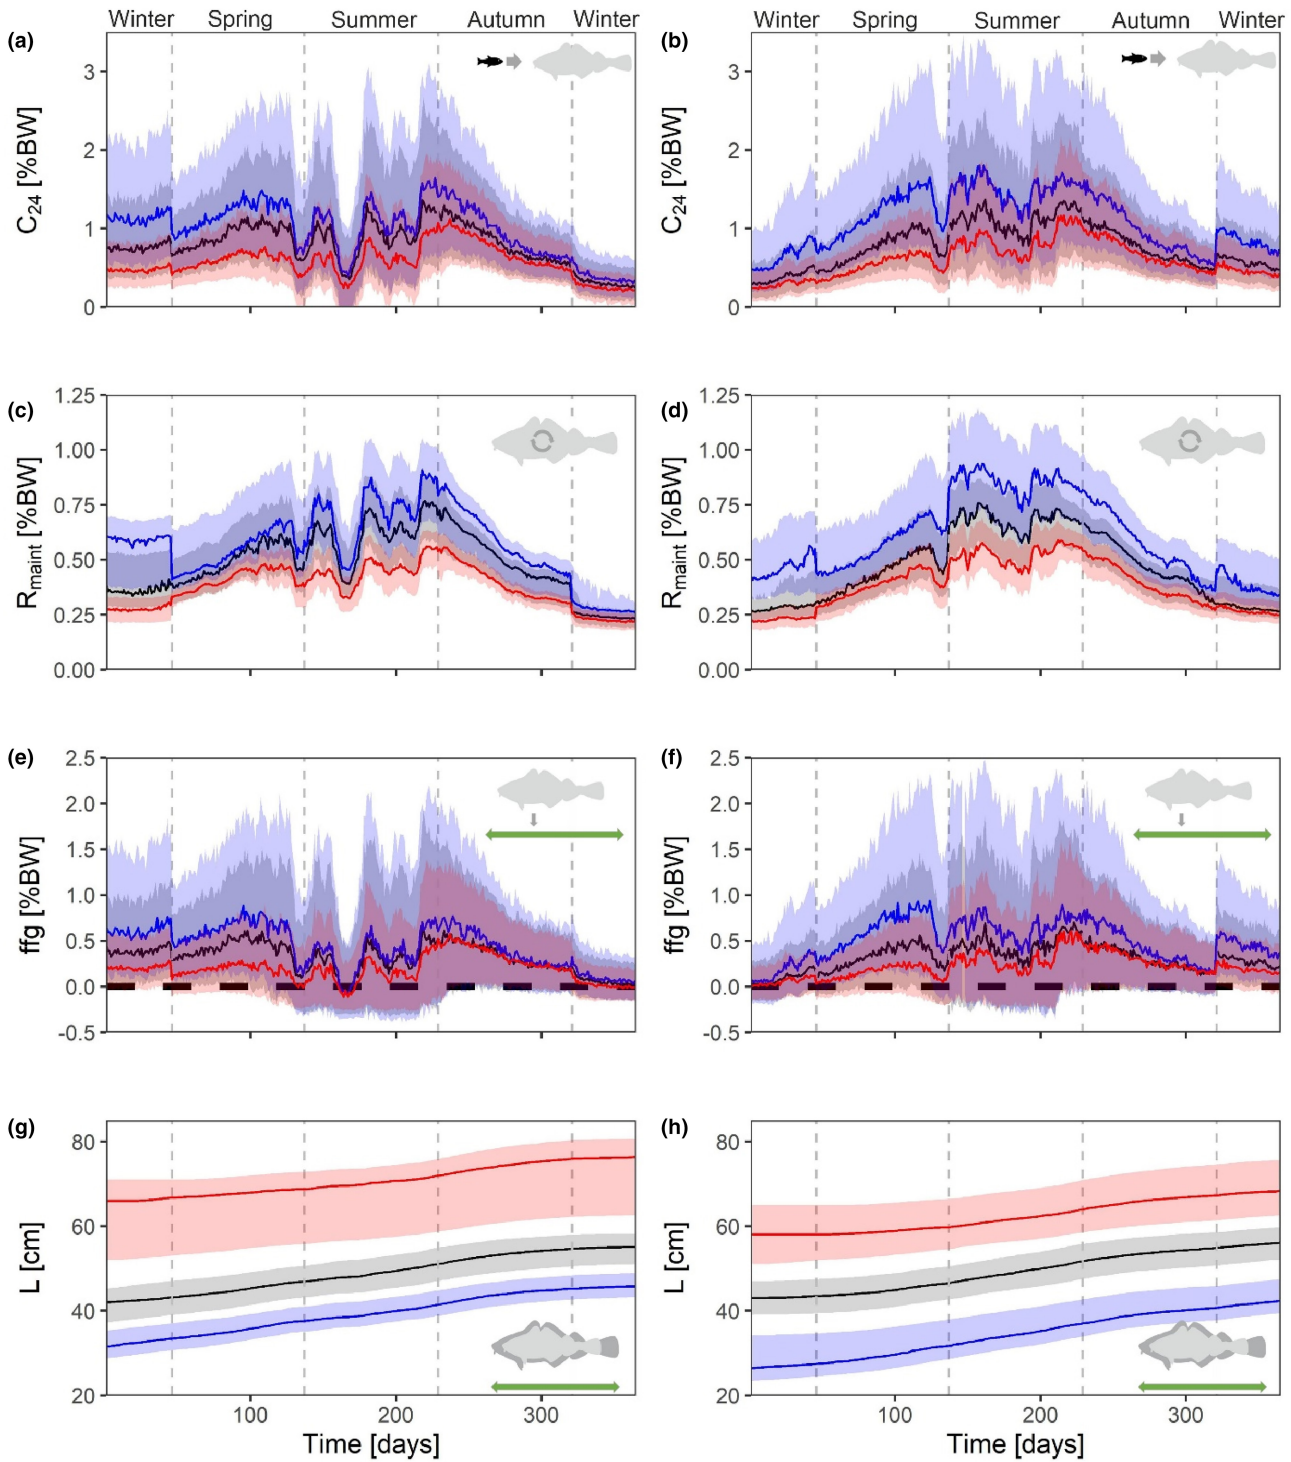 Winter Spring Summer Autumn Winter Winter Spring Summer Autumn Winter
(a) (b)
C24 [%BW] C24 [%BW]
3 3
2 2
1 1
0 0
(c) (d)
Rmaint [%BW] Rmaint [%BW]
1.25 1.25
1.00 1.00
0.75 0.75
0.50 0.50
0.25 0.25
0.00 0.00
(e) (f)
ffg [%BW] ffg [%BW]
2.5 2.5
2.0 2.0
1.5 1.5
1.0 1.0
0.5 0.5
0.0 0.0
-0.5 -0.5
(g) (h)
L [cm] L [cm]
80 80
60 60
40 40
20 20
100 200 300 100 200 300
Time [days] Time [days]